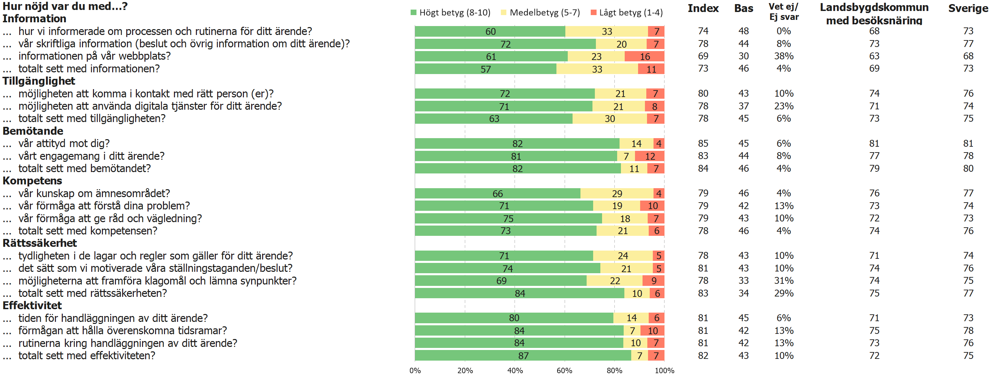 Hur nöjd var du med…?
Högt betyg (8-10) Medelbetyg (5-7) Lågt betyg (1-4) Index Bas Vet ej/ Ej svar Landsbygdskommun med besöksnäring Sverige
Information
... hur vi informerade om processen och rutinerna för ditt ärende? 60 33 7 74 48 0% 68 73
... vår skriftliga information (beslut och övrig information om ditt ärende)? 72 20 7 78 44 8% 73 77
... informationen på vår webbplats? 61 23 16 69 30 38% 63 68
... totalt sett med informationen? 57 33 11 73 46 4% 69 73
Tillgänglighet
... möjligheten att komma i kontakt med rätt person (er)? 72 21 7 80 43 10% 74 76
... möjligheten att använda digitala tjänster för ditt ärende? 71 21 8 78 37 23% 71 74
... totalt sett med tillgängligheten? 63 30 7 78 45 6% 73 75
Bemötande
... vår attityd mot dig? 82 14 4 85 45 6% 81 81
... vårt engagemang i ditt ärende? 81 7 12 83 44 8% 77 78
... totalt sett med bemötandet? 82 11 7 84 46 4% 79 80
Kompetens
... vår kunskap om ämnesområdet? 66 29 4 79 46 4% 76 77
... vår förmåga att förstå dina problem? 71 19 10 79 42 13% 73 74
... vår förmåga att ge råd och vägledning? 75 18 7 79 43 10% 72 73
... totalt sett med kompetensen? 73 21 6 78 46 4% 74 76
Rättssäkerhet
... tydligheten i de lagar och regler som gäller för ditt ärende? 71 24 5 78 43 10% 71 74
... det sätt som vi motiverade våra ställningstaganden/beslut? 74 21 5 81 43 10% 74 76
... möjligheterna att framföra klagomål och lämna synpunkter? 69 22 9 78 33 31% 74 75
... totalt sett med rättssäkerheten? 84 10 6 83 34 29% 75 77
Effektivitet
... tiden för handläggningen av ditt ärende? 80 14 6 81 45 6% 71 73
... förmågan att hålla överenskomna tidsramar? 84 7 10 81 42 13% 75 78
... rutinerna kring handläggningen av ditt ärende? 84 10 7 81 42 13% 73 76
... totalt sett med effektiviteten? 87 7 7 82 43 10% 72 75
0% 20% 40% 60% 80% 100%